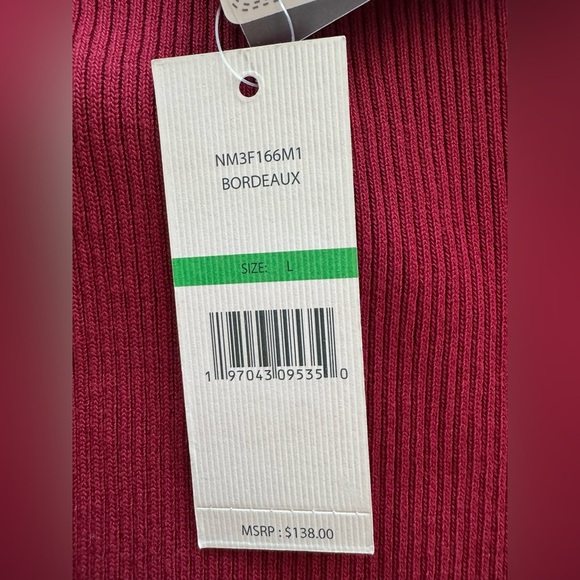 NM3F166M1
BORDEAUX
SIZE: L
1 97043 09535 0
MSRP : $138.00